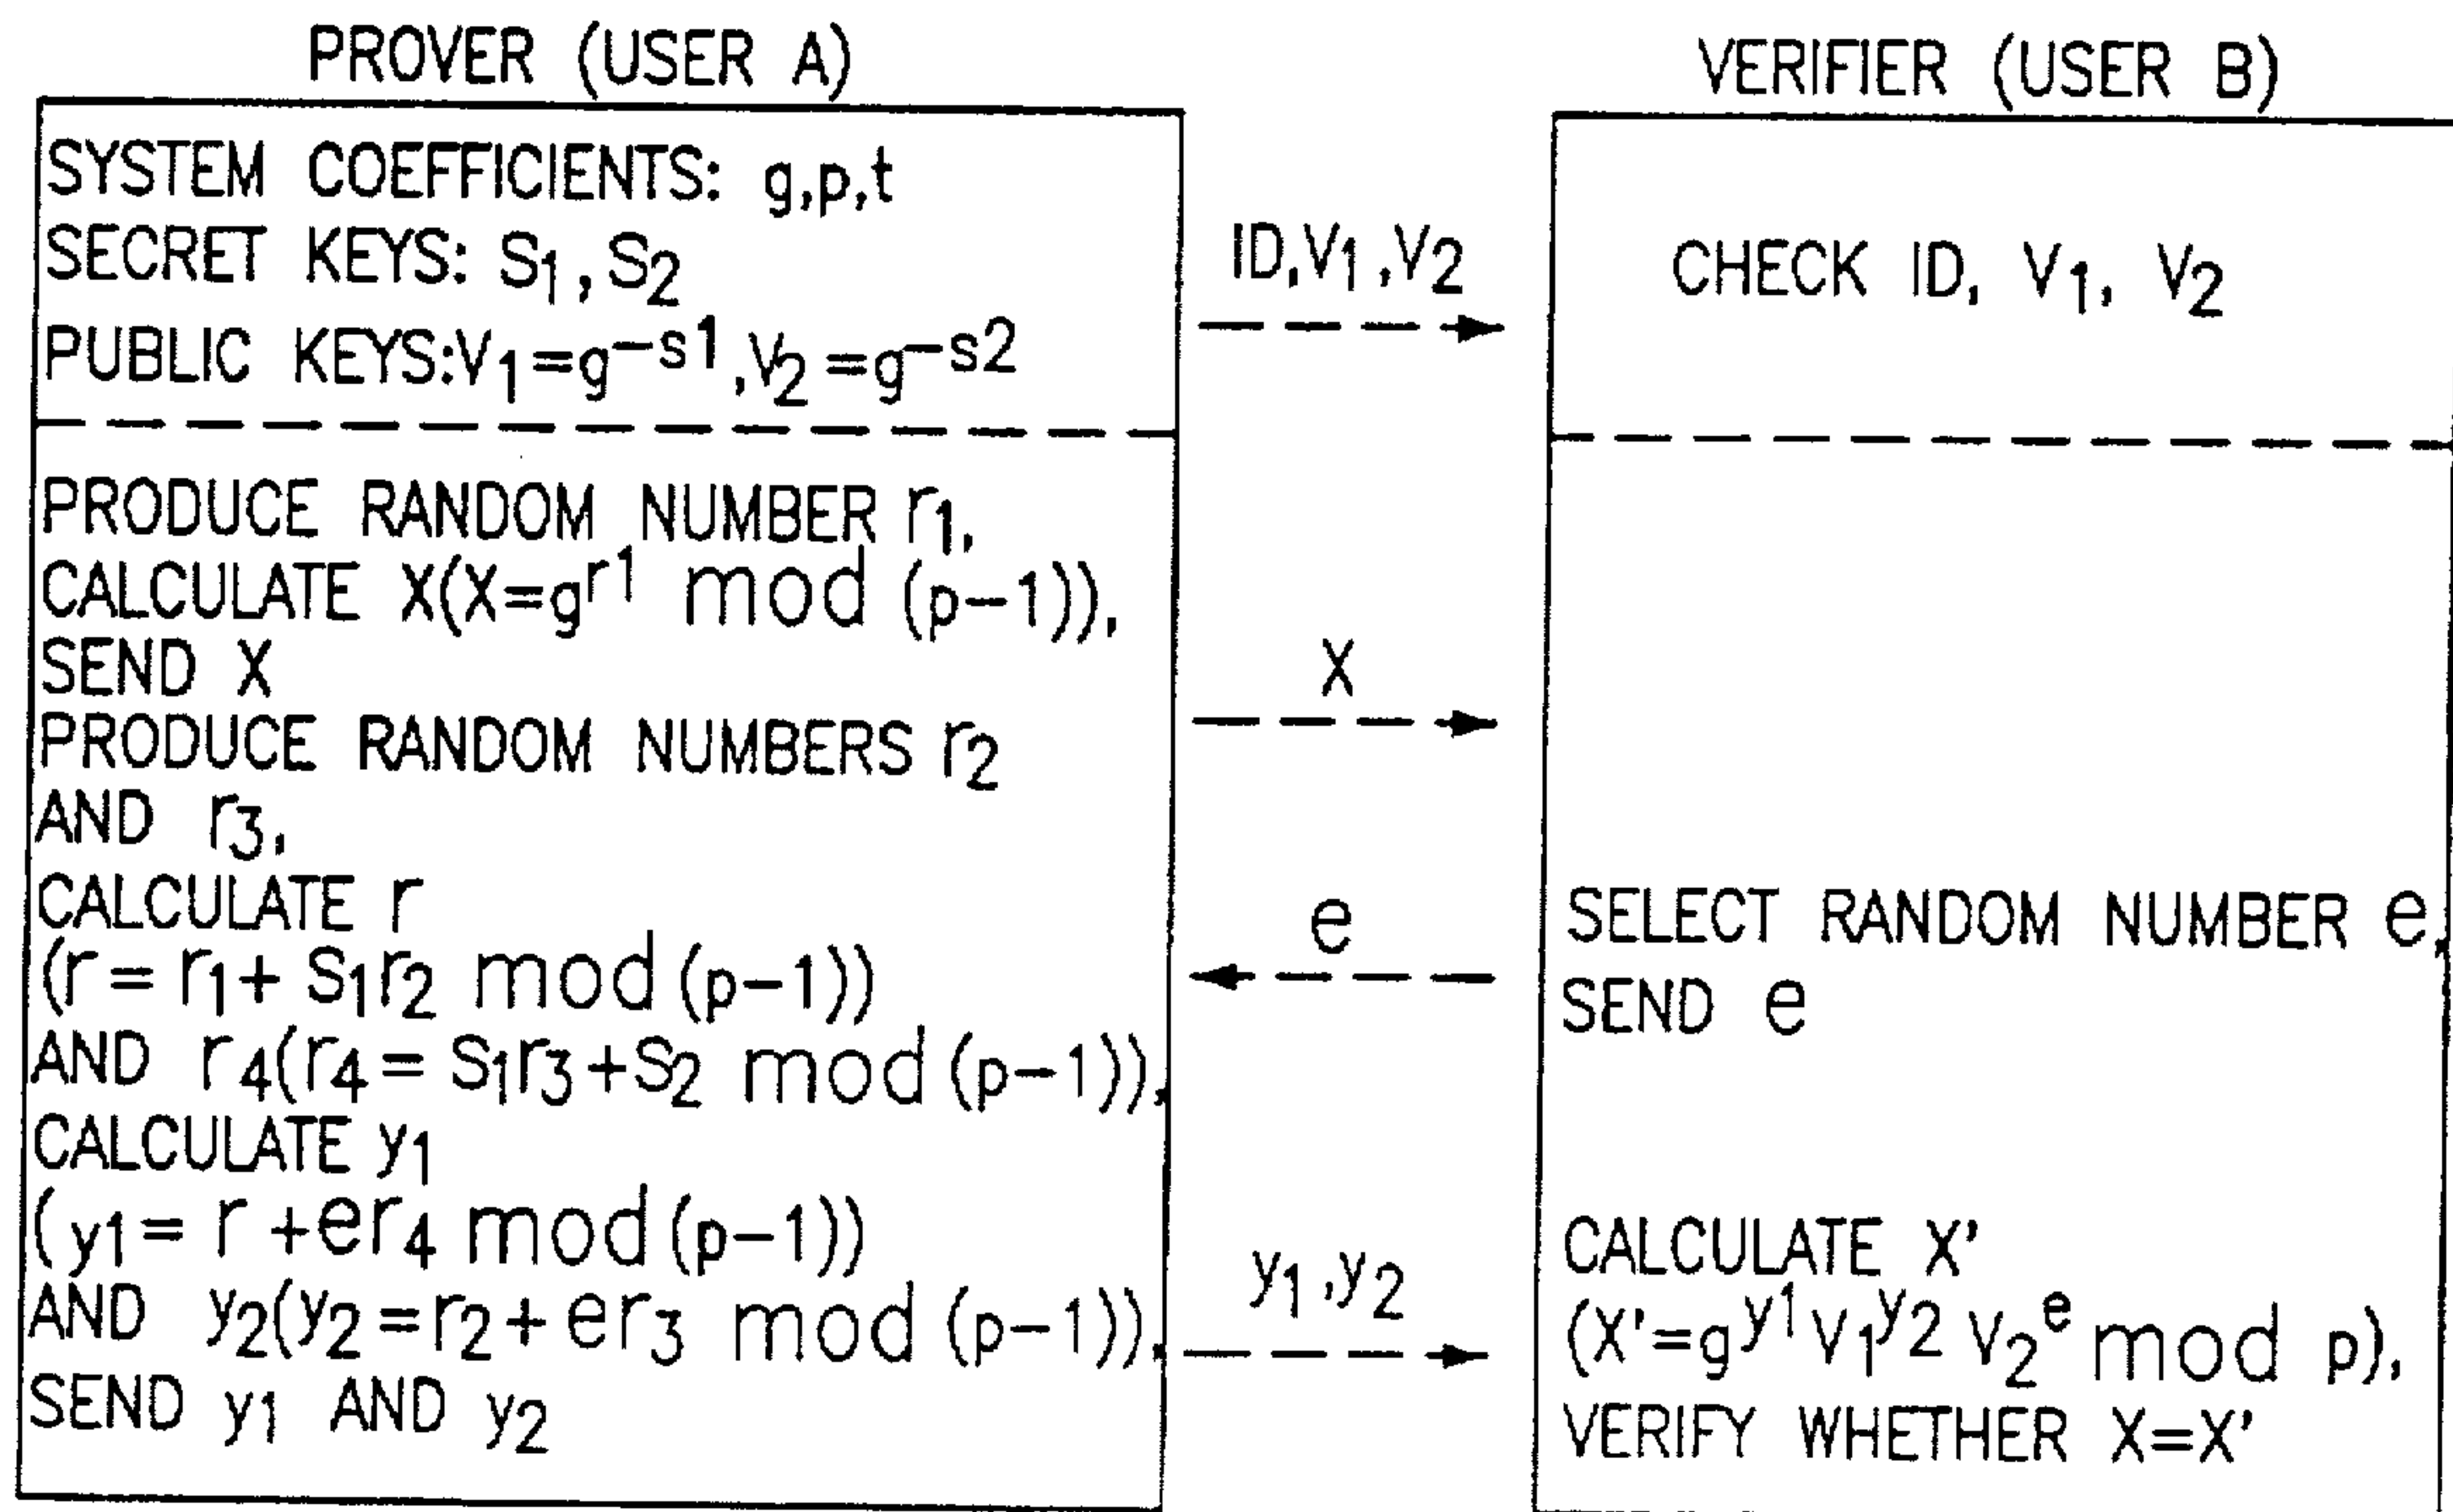 PROVER (USER A)
SYSTEM COEFFICIENTS: g,p,t
SECRET KEYS: S₁,S₂
PUBLIC KEYS:V₁=g⁻ˢ¹,V₂=g⁻ˢ²
PRODUCE RANDOM NUMBER r₁,
CALCULATE X(X=gʳ¹ mod (p-1)),
SEND X
PRODUCE RANDOM NUMBERS r₂
AND r₃,
CALCULATE r
(r= r₁+ S₁r₂ mod(p-1))
AND r₄(r₄= S₁r₃+S₂ mod(p-1)),
CALCULATE y₁
(y₁= r+er₄ mod(p-1))
AND y₂(y₂=r₂+er₃ mod (p-1)),
SEND y₁ AND y₂
ID,V₁,V₂
X
e
y₁,y₂
VERIFIER (USER B)
CHECK ID, V₁, V₂
SELECT RANDOM NUMBER e,
SEND e
CALCULATE X'
(X'=gʸ¹V₁ʸ²V₂ᵉ mod p),
VERIFY WHETHER X=X'